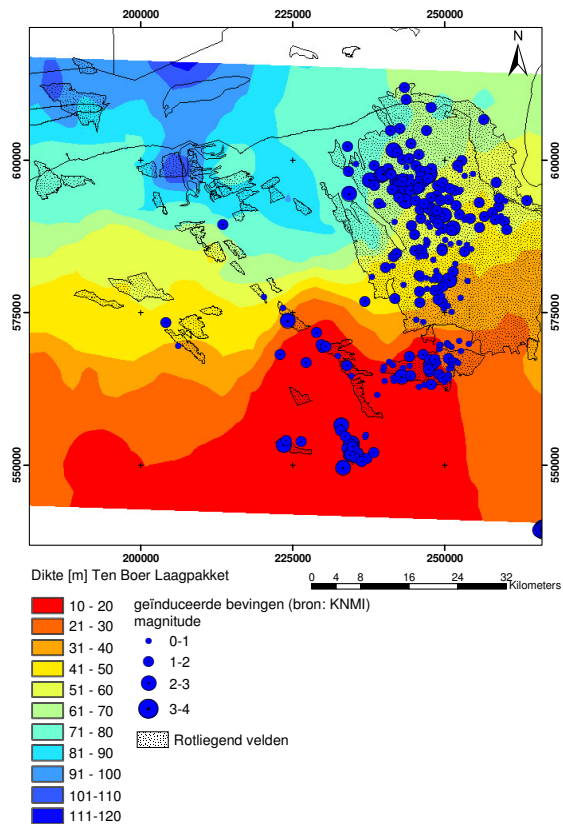 200000 225000 250000
N
600000 600000
575000 575000
550000 550000
200000 225000 250000
Dikte [m] Ten Boer Laagpakket
0 4 8 16 24 32 Kilometers
10 - 20
21 - 30
31 - 40
41 - 50
51 - 60
61 - 70
71 - 80
81 - 90
91 - 100
101-110
111-120
geïnduceerde bevingen (bron: KNMI)
magnitude
0-1
1-2
2-3
3-4
Rotliegend velden